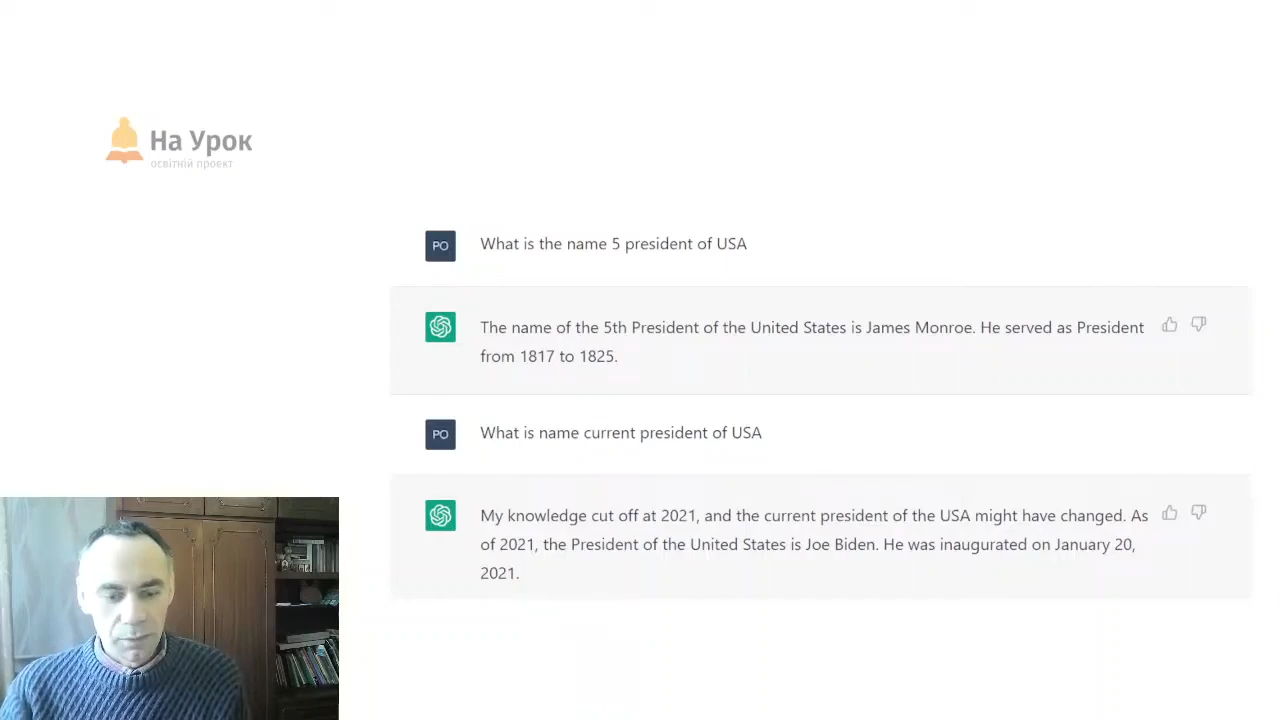 На Урок
освітній проект
PO
What is the name 5 president of USA
The name of the 5th President of the United States is James Monroe. He served as President
from 1817 to 1825.
PO
What is name current president of USA
My knowledge cut off at 2021, and the current president of the USA might have changed. As
of 2021, the President of the United States is Joe Biden. He was inaugurated on January 20,
2021.